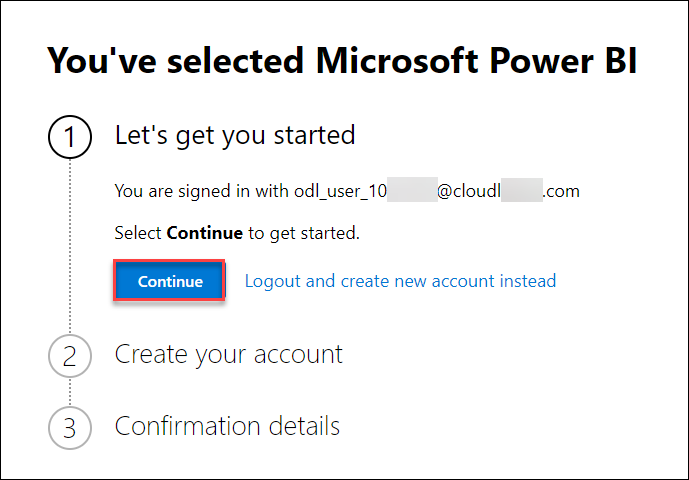 You've selected Microsoft Power BI
1 Let's get you started
You are signed in with odl_user_10 @cloudl .com
Select Continue to get started.
Continue Logout and create new account instead
2 Create your account
3 Confirmation details